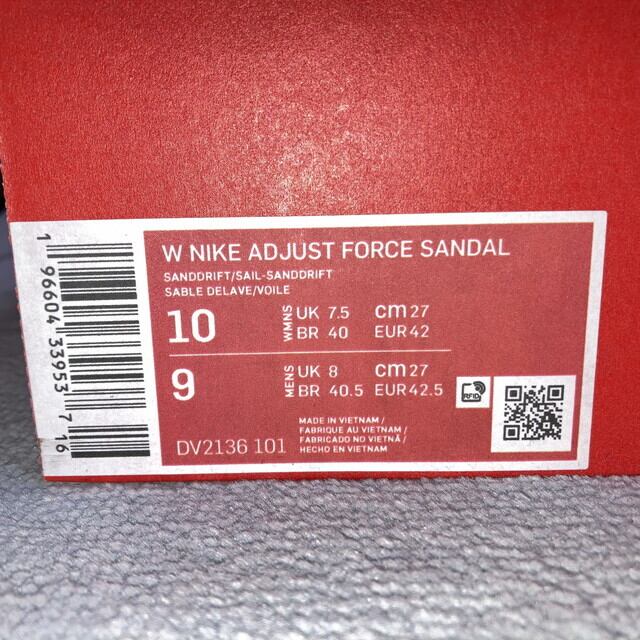 W NIKE ADJUST FORCE SANDAL
SANDDRIFT/SAIL-SANDDRIFT
SABLE DELAVE/VOILE
10 WMNS UK 7.5 cm 27
BR 40 EUR 42
9 MENS UK 8 cm 27
BR 40.5 EUR 42.5
RFID
DV2136 101
MADE IN VIETNAM /
FABRIQUE AU VIETNAM /
FABRICADO NO VIETNÃ /
HECHO EN VIETNAM
1 96604 33953 7 16